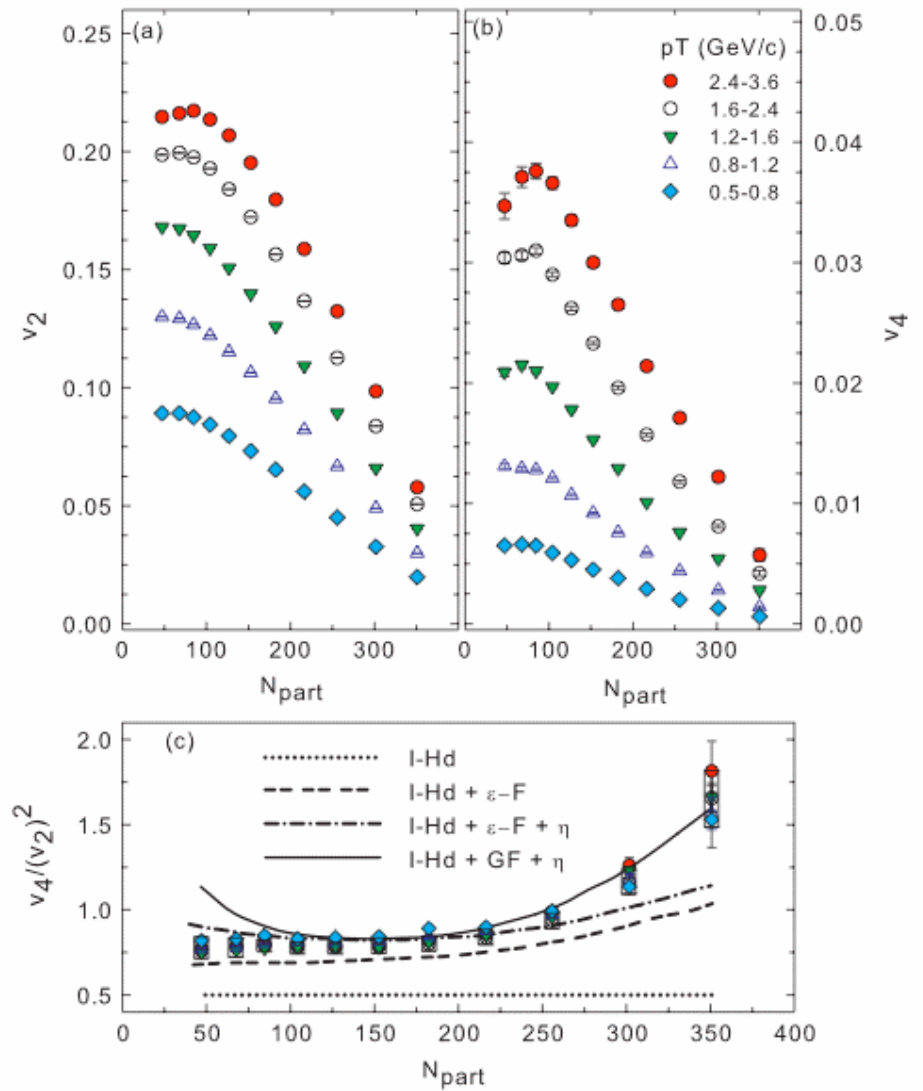 (a)
(b)
pT (GeV/c)
2.4-3.6
1.6-2.4
1.2-1.6
0.8-1.2
0.5-0.8
0.25
0.20
0.15
0.10
0.05
0.00
v2
0.05
0.04
0.03
0.02
0.01
0.00
v4
0 100 200 300
0 100 200 300
Npart
Npart
(c)
I-Hd
I-Hd + ε-F
I-Hd + ε-F + η
I-Hd + GF + η
2.0
1.5
1.0
0.5
v4/(v2)²
0 50 100 150 200 250 300 350 400
Npart